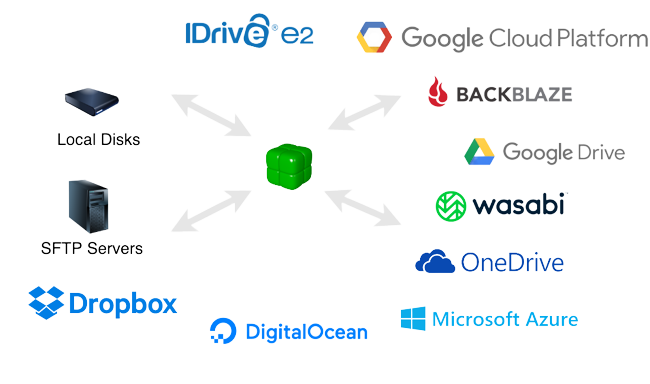 IDrive® e2
Google Cloud Platform
BACKBLAZE
Local Disks
Google Drive
wasabi
SFTP Servers
OneDrive
Dropbox
DigitalOcean
Microsoft Azure